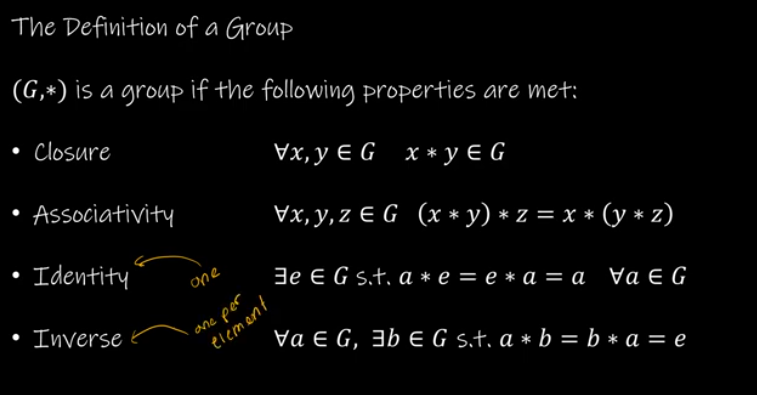 The Definition of a Group
(G,∗) is a group if the following properties are met:
• Closure ∀x, y ∈ G x ∗ y ∈ G
• Associativity ∀x, y, z ∈ G (x ∗ y) ∗ z = x ∗ (y ∗ z)
• Identity one ∃e ∈ G s.t. a ∗ e = e ∗ a = a ∀a ∈ G
• Inverse one per element ∀a ∈ G, ∃b ∈ G s.t. a ∗ b = b ∗ a = e